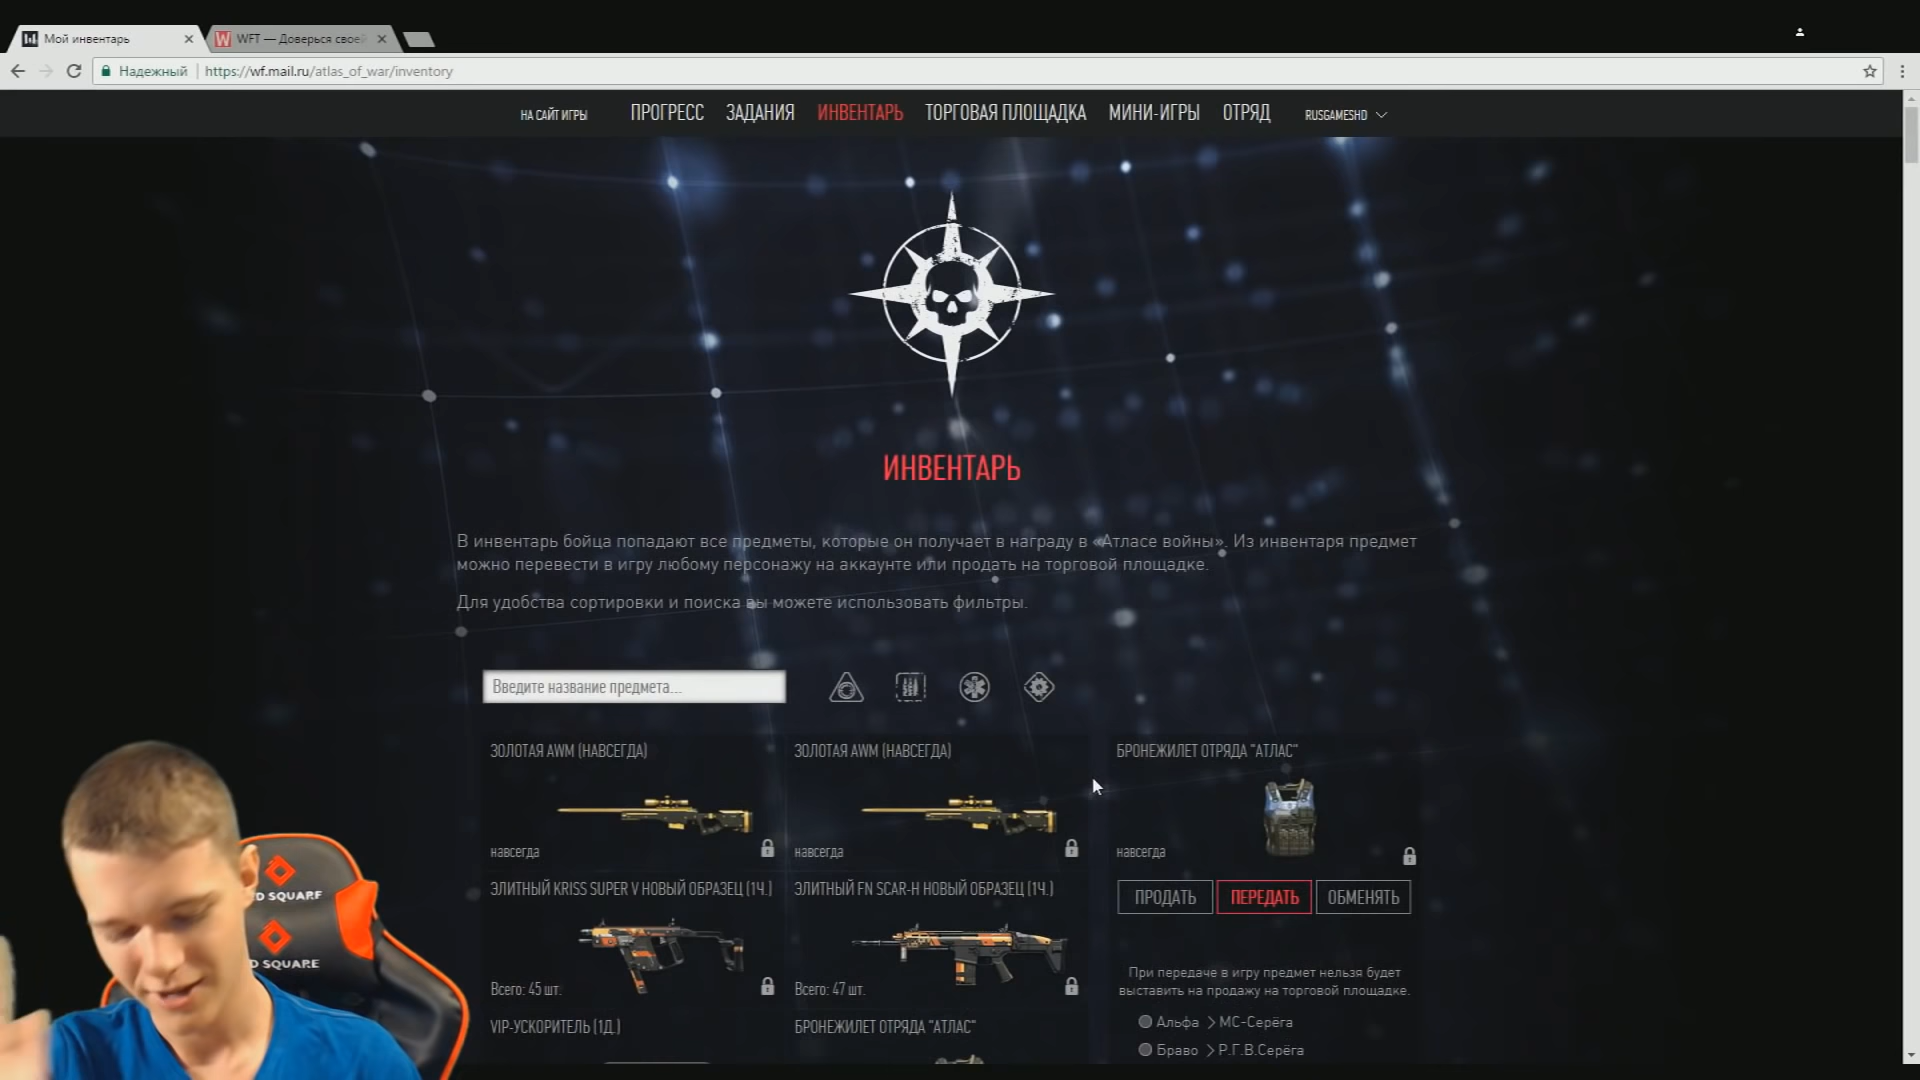 Мой инвентарь
WFT — Доверься своей
Надежный
https://wf.mail.ru/atlas_of_war/inventory
НА САЙТ ИГРЫ
ПРОГРЕСС
ЗАДАНИЯ
ИНВЕНТАРЬ
ТОРГОВАЯ ПЛОЩАДКА
МИНИ-ИГРЫ
ОТРЯД
RUSGAMESHD
ИНВЕНТАРЬ
В инвентарь бойца попадают все предметы, которые он получает в награду в «Атласе войны». Из инвентаря предмет
можно перевести в игру любому персонажу на аккаунте или продать на торговой площадке.
Для удобства сортировки и поиска вы можете использовать фильтры.
Введите название предмета...
ЗОЛОТАЯ AWM (НАВСЕГДА)
навсегда
ЗОЛОТАЯ AWM (НАВСЕГДА)
навсегда
БРОНЕЖИЛЕТ ОТРЯДА "АТЛАС"
навсегда
ПРОДАТЬ
ПЕРЕДАТЬ
ОБМЕНЯТЬ
При передаче в игру предмет нельзя будет
выставить на продажу на торговой площадке.
Альфа > МС-Серёга
Браво > Р.Г.В.Серёга
ЭЛИТНЫЙ KRISS SUPER V НОВЫЙ ОБРАЗЕЦ (1Ч.)
Всего: 45 шт.
ЭЛИТНЫЙ FN SCAR-H НОВЫЙ ОБРАЗЕЦ (1Ч.)
Всего: 47 шт.
VIP-УСКОРИТЕЛЬ (1Д.)
БРОНЕЖИЛЕТ ОТРЯДА "АТЛАС"
D SQUARE
D SQUARE